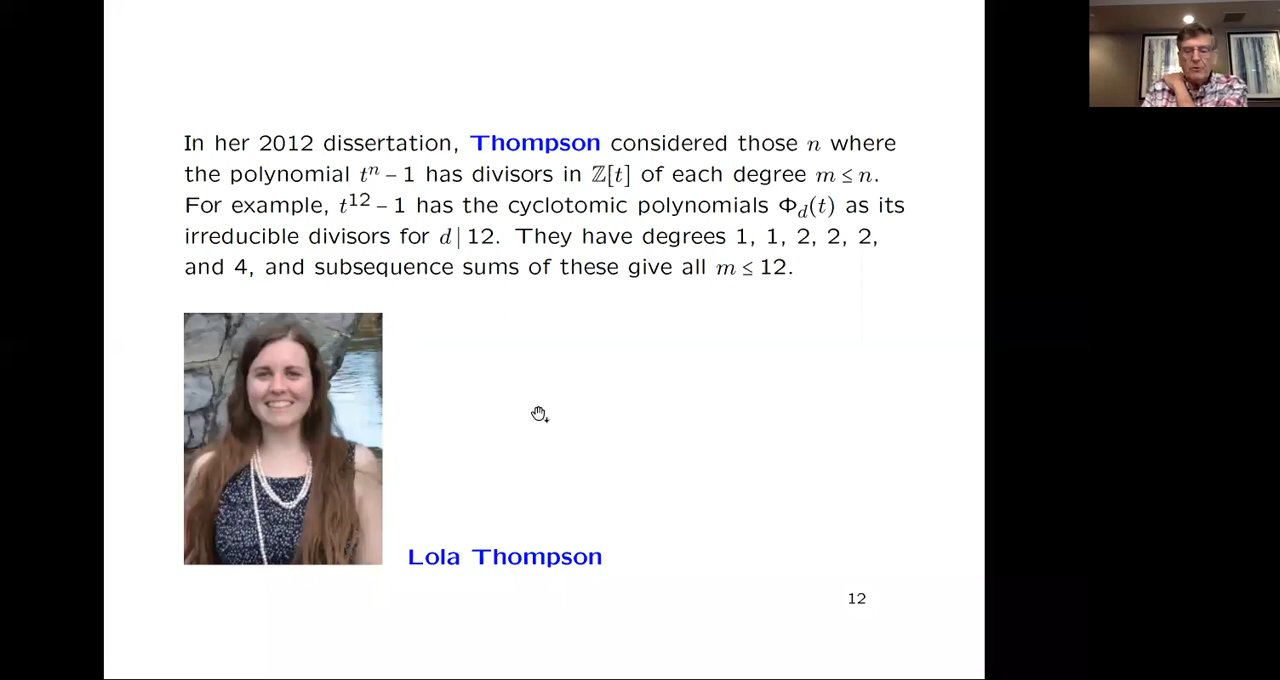 In her 2012 dissertation, Thompson considered those n where
the polynomial tⁿ – 1 has divisors in ℤ[t] of each degree m ≤ n.
For example, t¹² – 1 has the cyclotomic polynomials Φ_d(t) as its
irreducible divisors for d | 12. They have degrees 1, 1, 2, 2, 2,
and 4, and subsequence sums of these give all m ≤ 12.
Lola Thompson
12